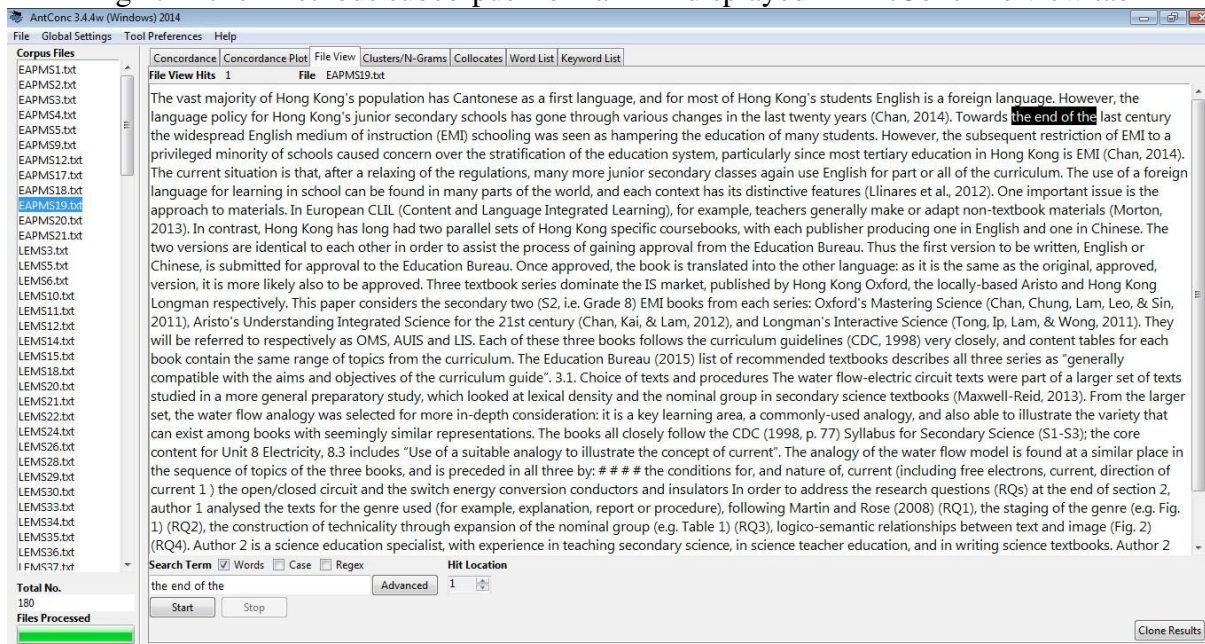 AntConc 3.4.4w (Windows) 2014
File Global Settings Tool Preferences Help
Corpus Files
EAPMS1.txt
EAPMS2.txt
EAPMS3.txt
EAPMS4.txt
EAPMS5.txt
EAPMS9.txt
EAPMS12.txt
EAPMS17.txt
EAPMS18.txt
EAPMS19.txt
EAPMS20.txt
EAPMS21.txt
LEMS3.txt
LEMS5.txt
LEMS6.txt
LEMS10.txt
LEMS11.txt
LEMS12.txt
LEMS14.txt
LEMS15.txt
LEMS18.txt
LEMS20.txt
LEMS21.txt
LEMS22.txt
LEMS24.txt
LEMS26.txt
LEMS28.txt
LEMS29.txt
LEMS30.txt
LEMS33.txt
LEMS34.txt
LEMS35.txt
LEMS36.txt
LEMS37.txt
Total No.
180
Files Processed
Concordance Concordance Plot File View Clusters/N-Grams Collocates Word List Keyword List
File View Hits 1 File EAPMS19.txt
The vast majority of Hong Kong's population has Cantonese as a first language, and for most of Hong Kong's students English is a foreign language. However, the
language policy for Hong Kong's junior secondary schools has gone through various changes in the last twenty years (Chan, 2014). Towards the end of the last century
the widespread English medium of instruction (EMI) schooling was seen as hampering the education of many students. However, the subsequent restriction of EMI to a
privileged minority of schools caused concern over the stratification of the education system, particularly since most tertiary education in Hong Kong is EMI (Chan, 2014).
The current situation is that, after a relaxing of the regulations, many more junior secondary classes again use English for part or all of the curriculum. The use of a foreign
language for learning in school can be found in many parts of the world, and each context has its distinctive features (Llinares et al., 2012). One important issue is the
approach to materials. In European CLIL (Content and Language Integrated Learning), for example, teachers generally make or adapt non-textbook materials (Morton,
2013). In contrast, Hong Kong has long had two parallel sets of Hong Kong specific coursebooks, with each publisher producing one in English and one in Chinese. The
two versions are identical to each other in order to assist the process of gaining approval from the Education Bureau. Thus the first version to be written, English or
Chinese, is submitted for approval to the Education Bureau. Once approved, the book is translated into the other language: as it is the same as the original, approved,
version, it is more likely also to be approved. Three textbook series dominate the IS market, published by Hong Kong Oxford, the locally-based Aristo and Hong Kong
Longman respectively. This paper considers the secondary two (S2, i.e. Grade 8) EMI books from each series: Oxford's Mastering Science (Chan, Chung, Lam, Leo, & Sin,
2011), Aristo's Understanding Integrated Science for the 21st century (Chan, Kai, & Lam, 2012), and Longman's Interactive Science (Tong, Ip, Lam, & Wong, 2011). They
will be referred to respectively as OMS, AUIS and LIS. Each of these three books follows the curriculum guidelines (CDC, 1998) very closely, and content tables for each
book contain the same range of topics from the curriculum. The Education Bureau (2015) list of recommended textbooks describes all three series as "generally
compatible with the aims and objectives of the curriculum guide". 3.1. Choice of texts and procedures The water flow-electric circuit texts were part of a larger set of texts
studied in a more general preparatory study, which looked at lexical density and the nominal group in secondary science textbooks (Maxwell-Reid, 2013). From the larger
set, the water flow analogy was selected for more in-depth consideration: it is a key learning area, a commonly-used analogy, and also able to illustrate the variety that
can exist among books with seemingly similar representations. The books all closely follow the CDC (1998, p. 77) Syllabus for Secondary Science (S1-S3); the core
content for Unit 8 Electricity, 8.3 includes "Use of a suitable analogy to illustrate the concept of current". The analogy of the water flow model is found at a similar place in
the sequence of topics of the three books, and is preceded in all three by: # # # # the conditions for, and nature of, current (including free electrons, current, direction of
current 1 ) the open/closed circuit and the switch energy conversion conductors and insulators In order to address the research questions (RQs) at the end of section 2,
author 1 analysed the texts for the genre used (for example, explanation, report or procedure), following Martin and Rose (2008) (RQ1), the staging of the genre (e.g. Fig.
1) (RQ2), the construction of technicality through expansion of the nominal group (e.g. Table 1) (RQ3), logico-semantic relationships between text and image (Fig. 2)
(RQ4). Author 2 is a science education specialist, with experience in teaching secondary science, in science teacher education, and in writing science textbooks. Author 2
Search Term Words Case Regex Hit Location
the end of the Advanced 1
Start Stop
Clone Results